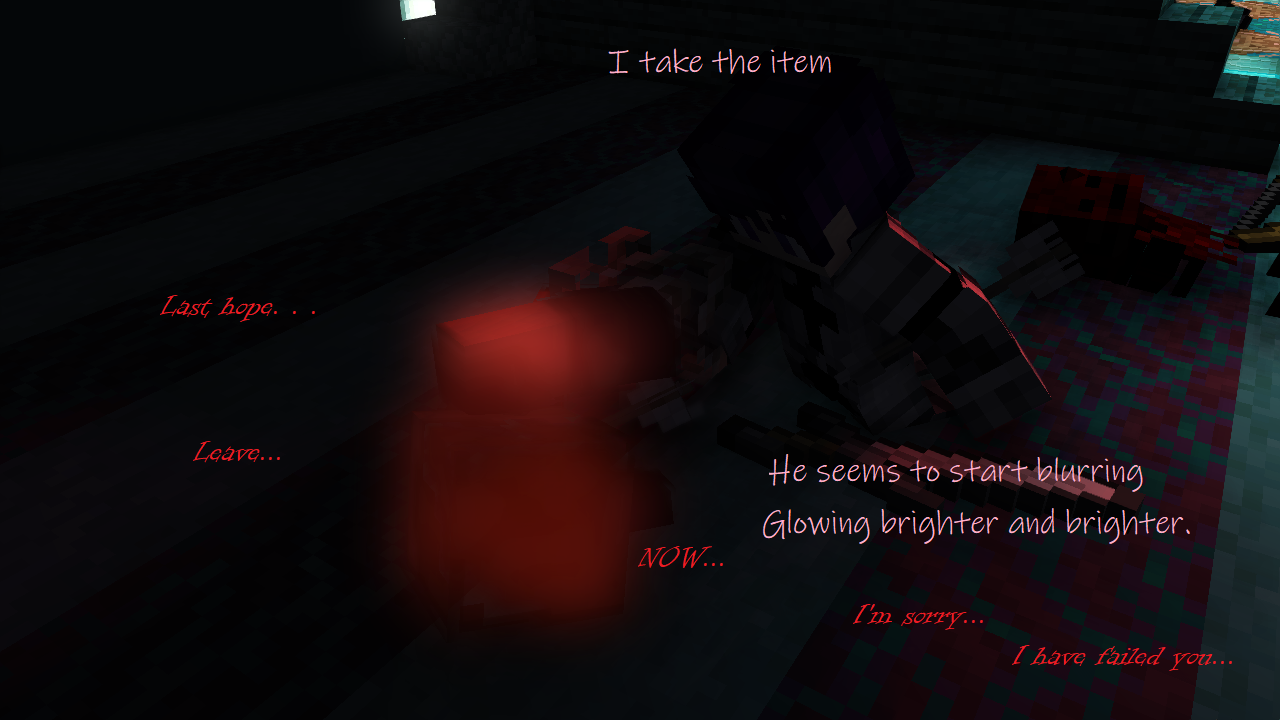 I take the item
Last hope. . .
Leave...
He seems to start blurring
Glowing brighter and brighter.
NOW...
I'm sorry...
I have failed you...